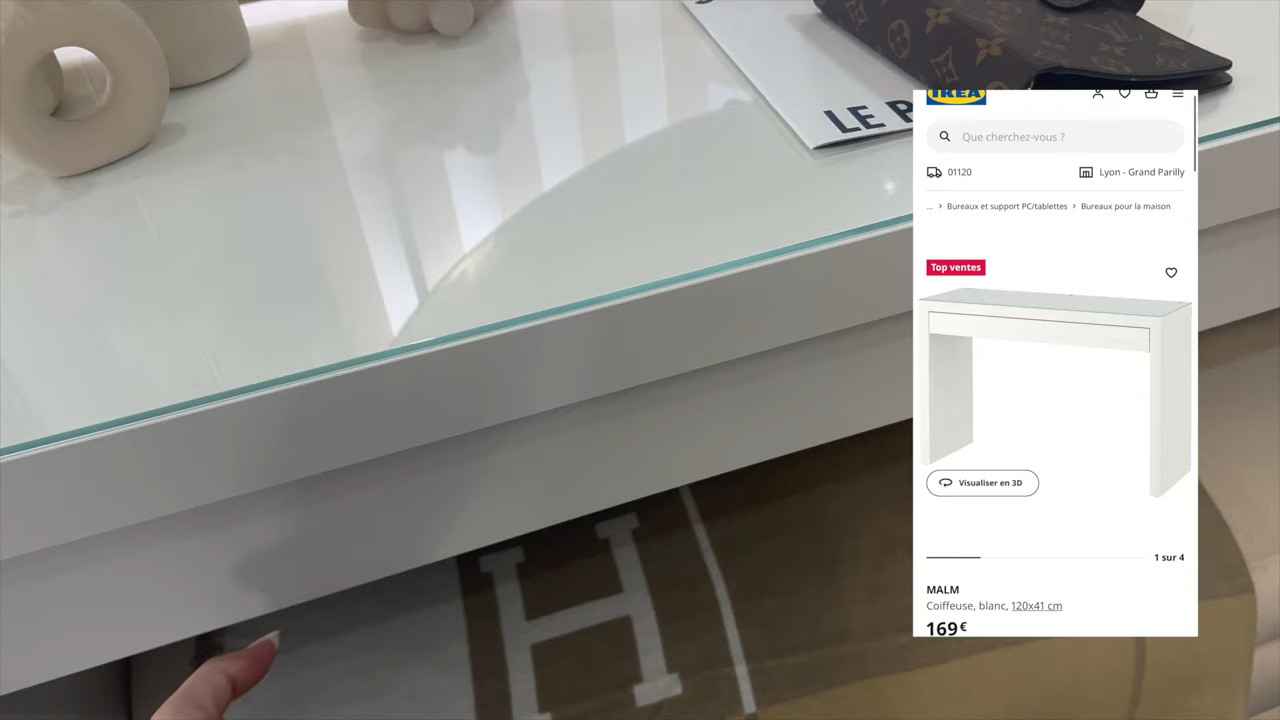 LE P
IKEA
Que cherchez-vous ?
01120
Lyon - Grand Parilly
... > Bureaux et support PC/tablettes > Bureaux pour la maison
Top ventes
Visualiser en 3D
1 sur 4
MALM
Coiffeuse, blanc, 120x41 cm
169€
H